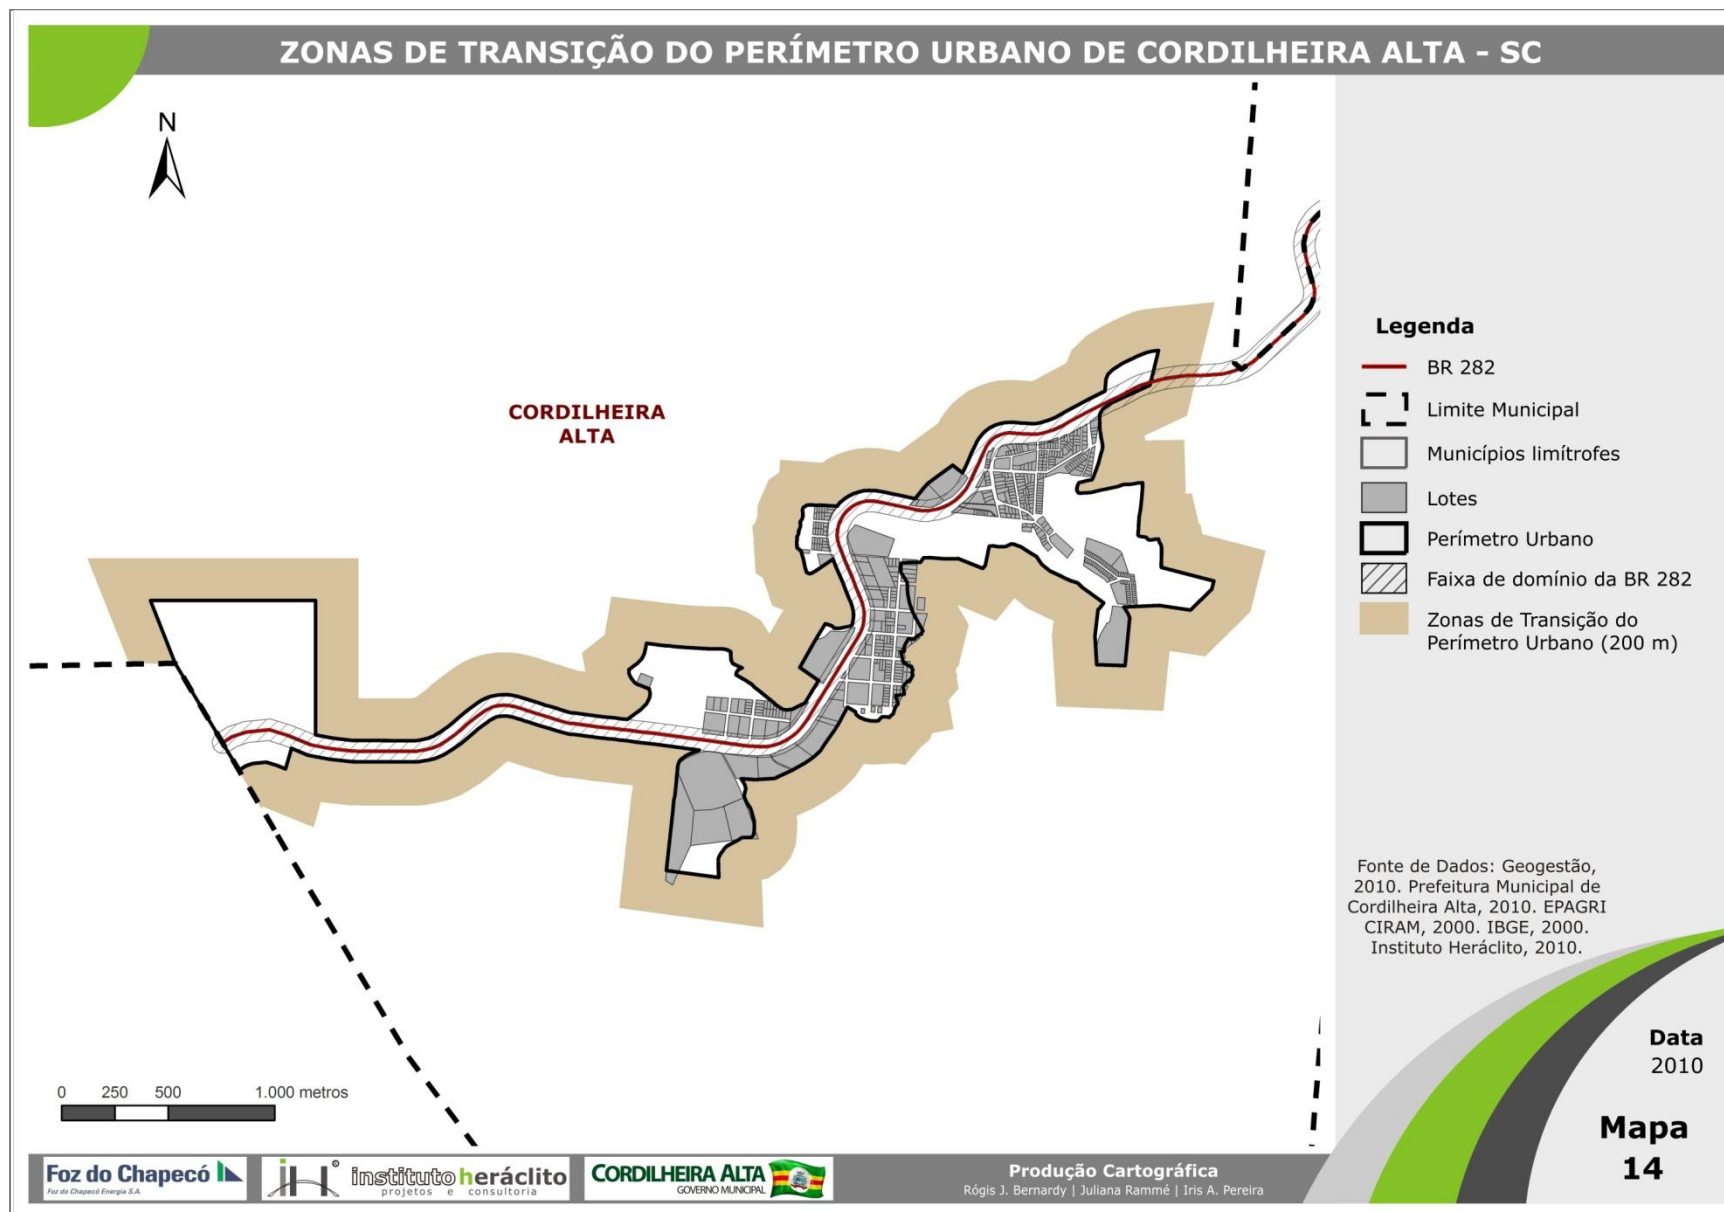 ZONAS DE TRANSIÇÃO DO PERÍMETRO URBANO DE CORDILHEIRA ALTA - SC
N
CORDILHEIRA
ALTA
Legenda
BR 282
Limite Municipal
Municípios limítrofes
Lotes
Perímetro Urbano
Faixa de domínio da BR 282
Zonas de Transição do
Perímetro Urbano (200 m)
Fonte de Dados: Geogestão,
2010. Prefeitura Municipal de
Cordilheira Alta, 2010. EPAGRI
CIRAM, 2000. IBGE, 2000.
Instituto Heráclito, 2010.
Data
2010
Mapa
14
0 250 500 1.000 metros
Foz do Chapecó
Foz do Chapecó Energia S.A.
iH
instituto heráclito
projetos e consultoria
CORDILHEIRA ALTA
GOVERNO MUNICIPAL
Produção Cartográfica
Rógis J. Bernardy | Juliana Rammé | Iris A. Pereira